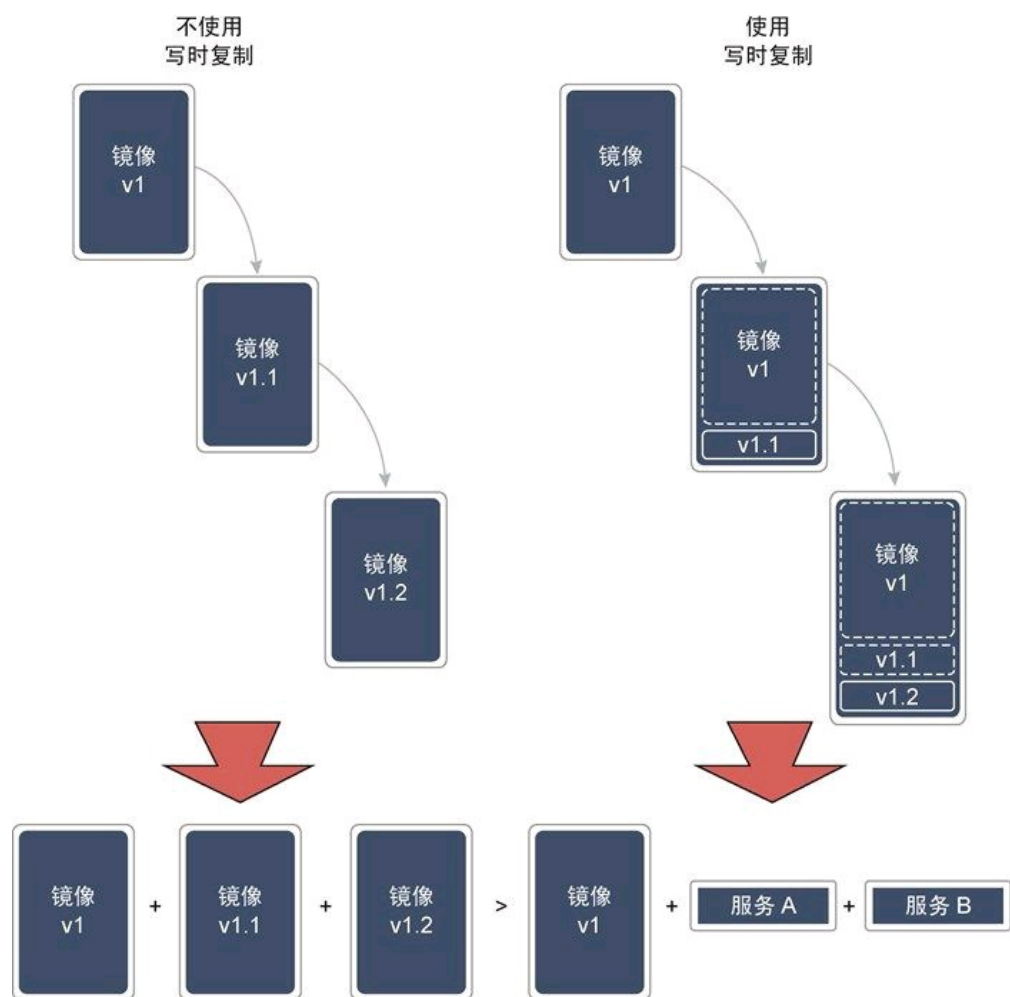 不使用
写时复制
使用
写时复制
镜像
v1
镜像
v1
镜像
v1.1
镜像
v1
v1.1
镜像
v1.2
镜像
v1
v1.1
v1.2
镜像
v1
+
镜像
v1.1
+
镜像
v1.2
>
镜像
v1
+
服务 A
+
服务 B